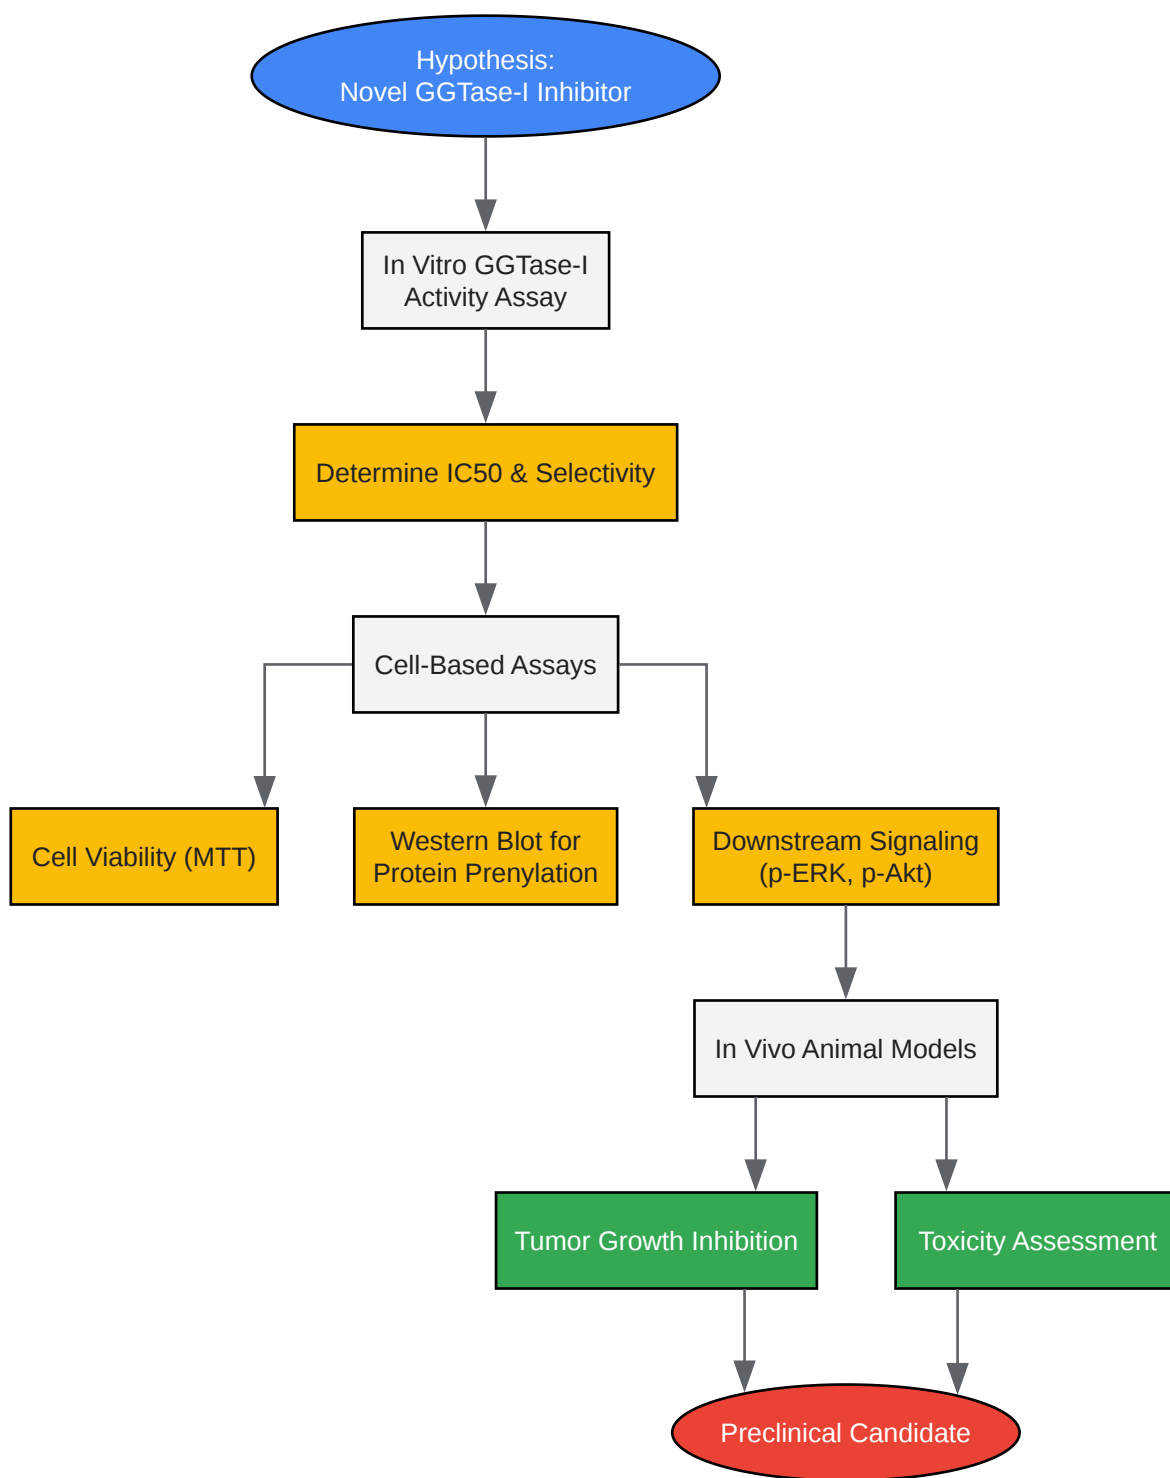 Hypothesis:
Novel GGTase-I Inhibitor
In Vitro GGTase-I
Activity Assay
Determine IC50 & Selectivity
Cell-Based Assays
Cell Viability (MTT)
Western Blot for
Protein Prenylation
Downstream Signaling
(p-ERK, p-Akt)
In Vivo Animal Models
Tumor Growth Inhibition
Toxicity Assessment
Preclinical Candidate